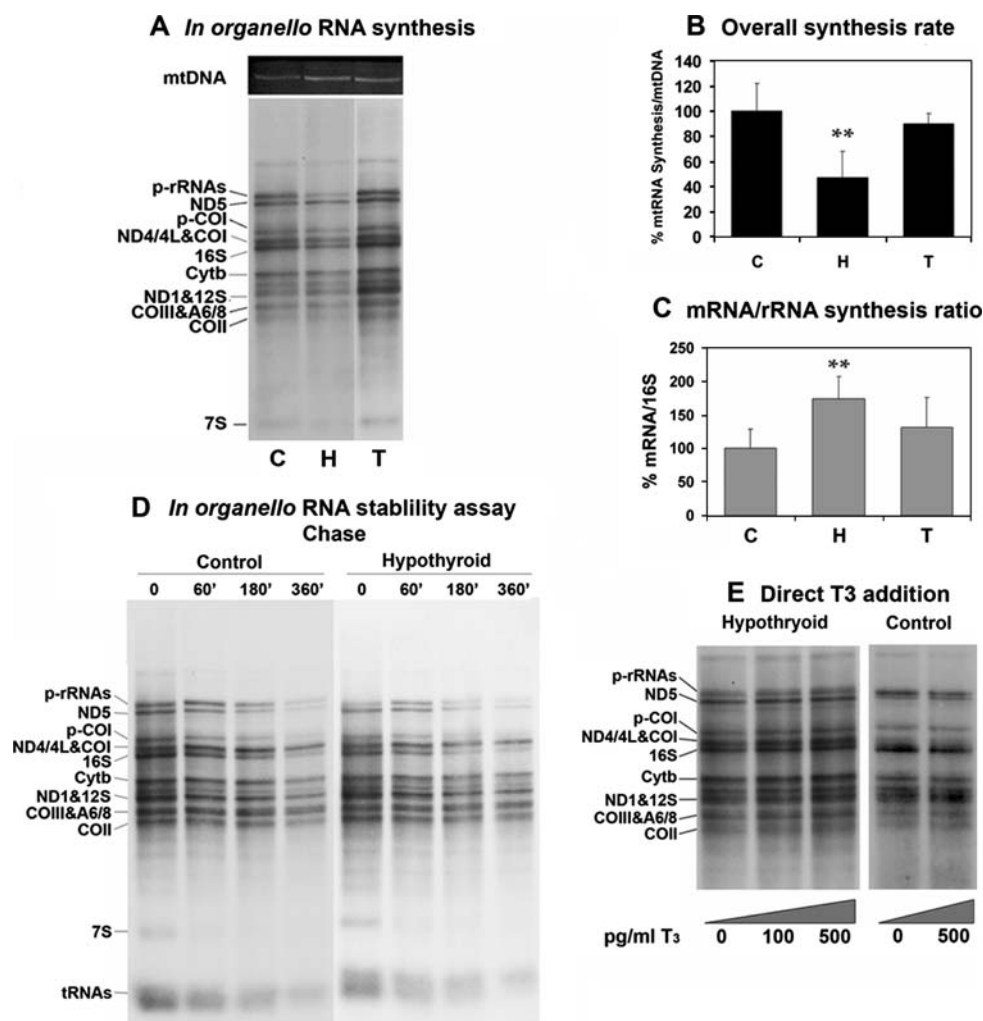 A In organello RNA synthesis
mtDNA
p-rRNAs
ND5
p-COI
ND4/4L&COI
16S
Cytb
ND1&12S
COIII&A6/8
COII
7S
C H T
B Overall synthesis rate
% mtRNA Synthesis/mtDNA
140
120
100
80
60
40
20
0
**
C H T
C mRNA/rRNA synthesis ratio
% mRNA/16S
250
200
150
100
50
0
**
C H T
D In organello RNA stablility assay
Chase
Control Hypothyroid
0 60' 180' 360' 0 60' 180' 360'
p-rRNAs
ND5
p-COI
ND4/4L&COI
16S
Cytb
ND1&12S
COIII&A6/8
COII
7S
tRNAs
E Direct T3 addition
Hypothryoid Control
p-rRNAs
ND5
p-COI
ND4/4L&COI
16S
Cytb
ND1&12S
COIII&A6/8
COII
pg/ml T3 0 100 500 0 500